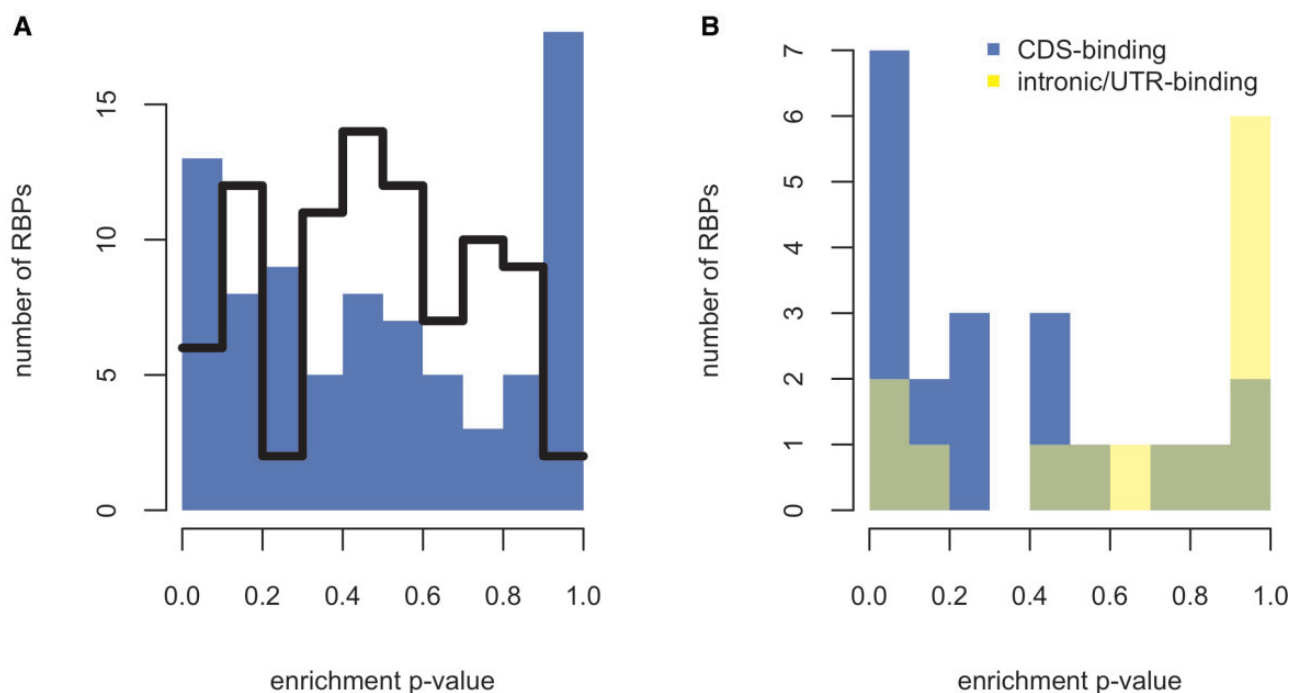 A
number of RBPs
15
10
5
0
0.0 0.2 0.4 0.6 0.8 1.0
enrichment p-value
B
CDS-binding
intronic/UTR-binding
number of RBPs
7
6
5
4
3
2
1
0
0.0 0.2 0.4 0.6 0.8 1.0
enrichment p-value